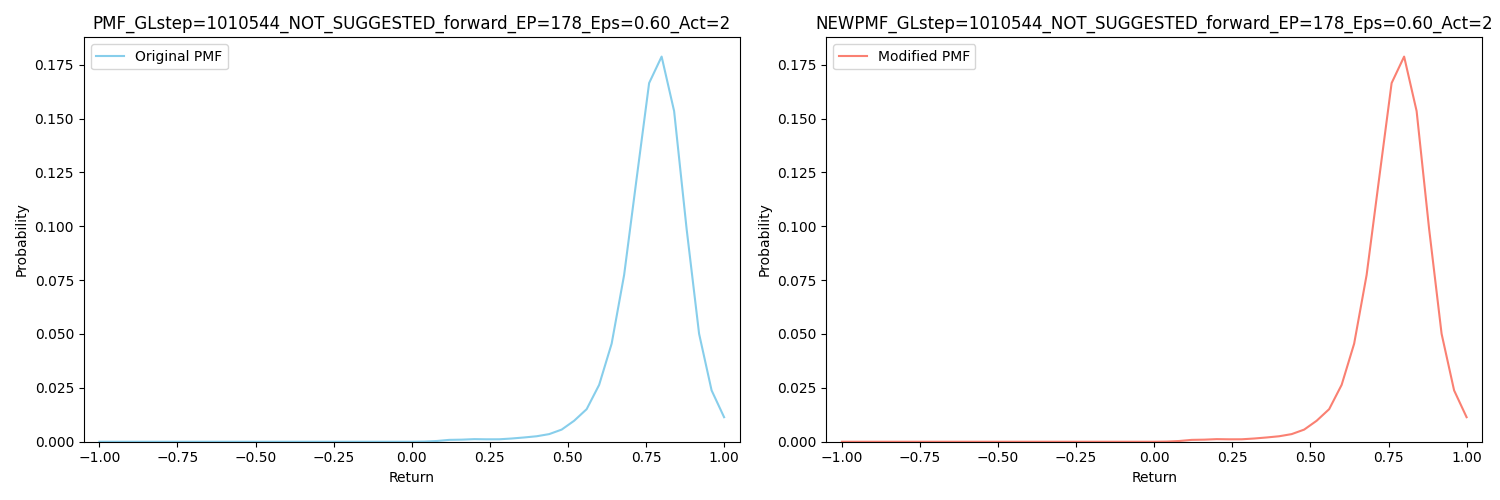 PMF_GLstep=1010544_NOT_SUGGESTED_forward_EP=178_Eps=0.60_Act=2
Original PMF
0.175
0.150
0.125
0.100
0.075
0.050
0.025
0.000
Probability
−1.00 −0.75 −0.50 −0.25 0.00 0.25 0.50 0.75 1.00
Return
NEWPMF_GLstep=1010544_NOT_SUGGESTED_forward_EP=178_Eps=0.60_Act=2
Modified PMF
0.175
0.150
0.125
0.100
0.075
0.050
0.025
0.000
Probability
−1.00 −0.75 −0.50 −0.25 0.00 0.25 0.50 0.75 1.00
Return